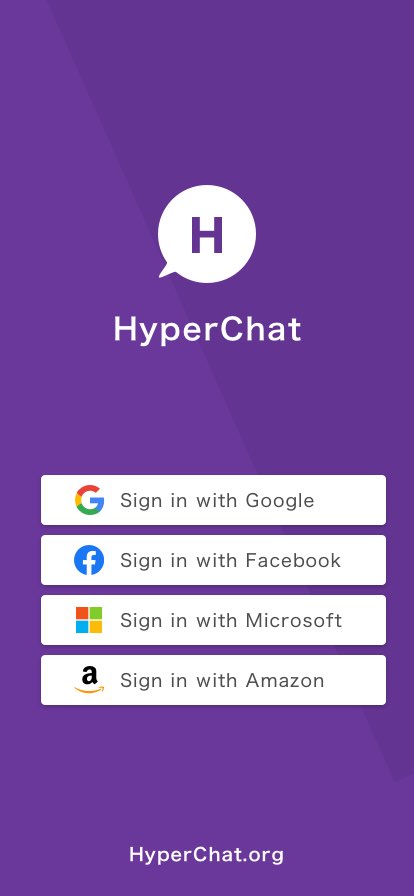 H
HyperChat
Sign in with Google
Sign in with Facebook
Sign in with Microsoft
Sign in with Amazon
HyperChat.org